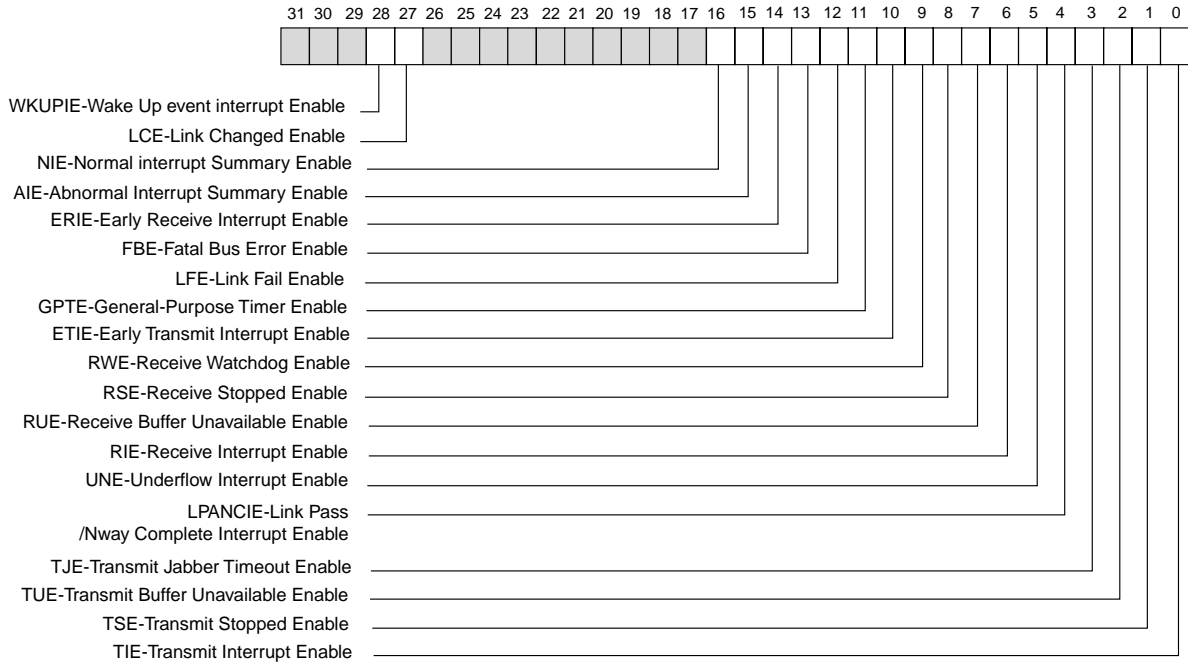 31 30 29 28 27 26 25 24 23 22 21 20 19 18 17 16 15 14 13 12 11 10 9 8 7 6 5 4 3 2 1 0
WKUPIE-Wake Up event interrupt Enable
LCE-Link Changed Enable
NIE-Normal interrupt Summary Enable
AIE-Abnormal Interrupt Summary Enable
ERIE-Early Receive Interrupt Enable
FBE-Fatal Bus Error Enable
LFE-Link Fail Enable
GPTE-General-Purpose Timer Enable
ETIE-Early Transmit Interrupt Enable
RWE-Receive Watchdog Enable
RSE-Receive Stopped Enable
RUE-Receive Buffer Unavailable Enable
RIE-Receive Interrupt Enable
UNE-Underflow Interrupt Enable
LPANCIE-Link Pass
/Nway Complete Interrupt Enable
TJE-Transmit Jabber Timeout Enable
TUE-Transmit Buffer Unavailable Enable
TSE-Transmit Stopped Enable
TIE-Transmit Interrupt Enable